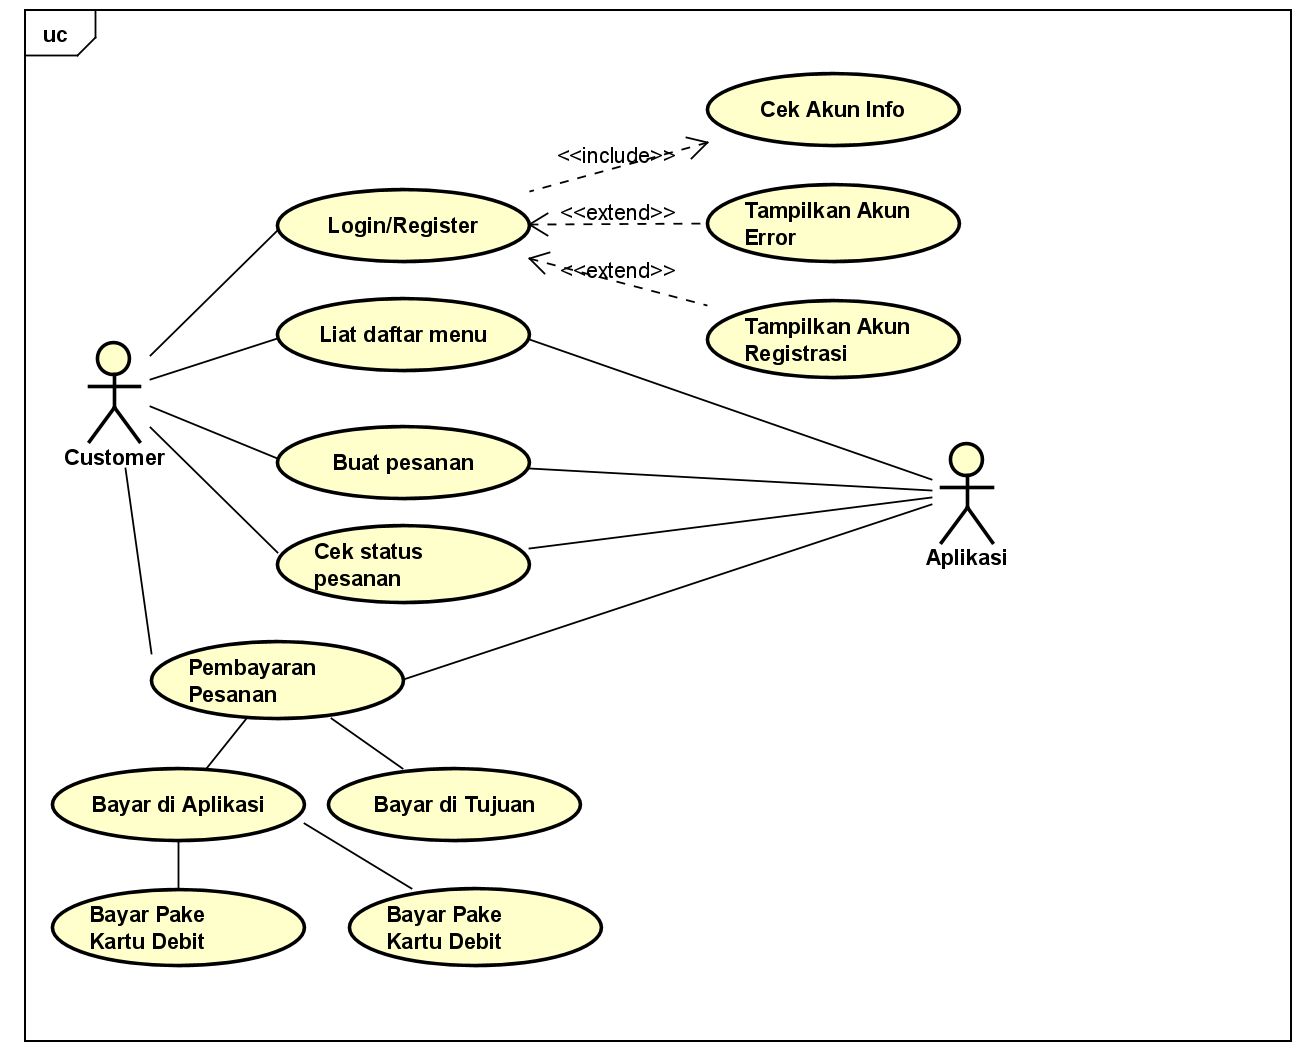 uc
Cek Akun Info
<<include>>
Login/Register
<<extend>>
Tampilkan Akun
Error
<<extend>>
Liat daftar menu
Tampilkan Akun
Registrasi
Customer
Buat pesanan
Cek status
pesanan
Aplikasi
Pembayaran
Pesanan
Bayar di Aplikasi
Bayar di Tujuan
Bayar Pake
Kartu Debit
Bayar Pake
Kartu Debit